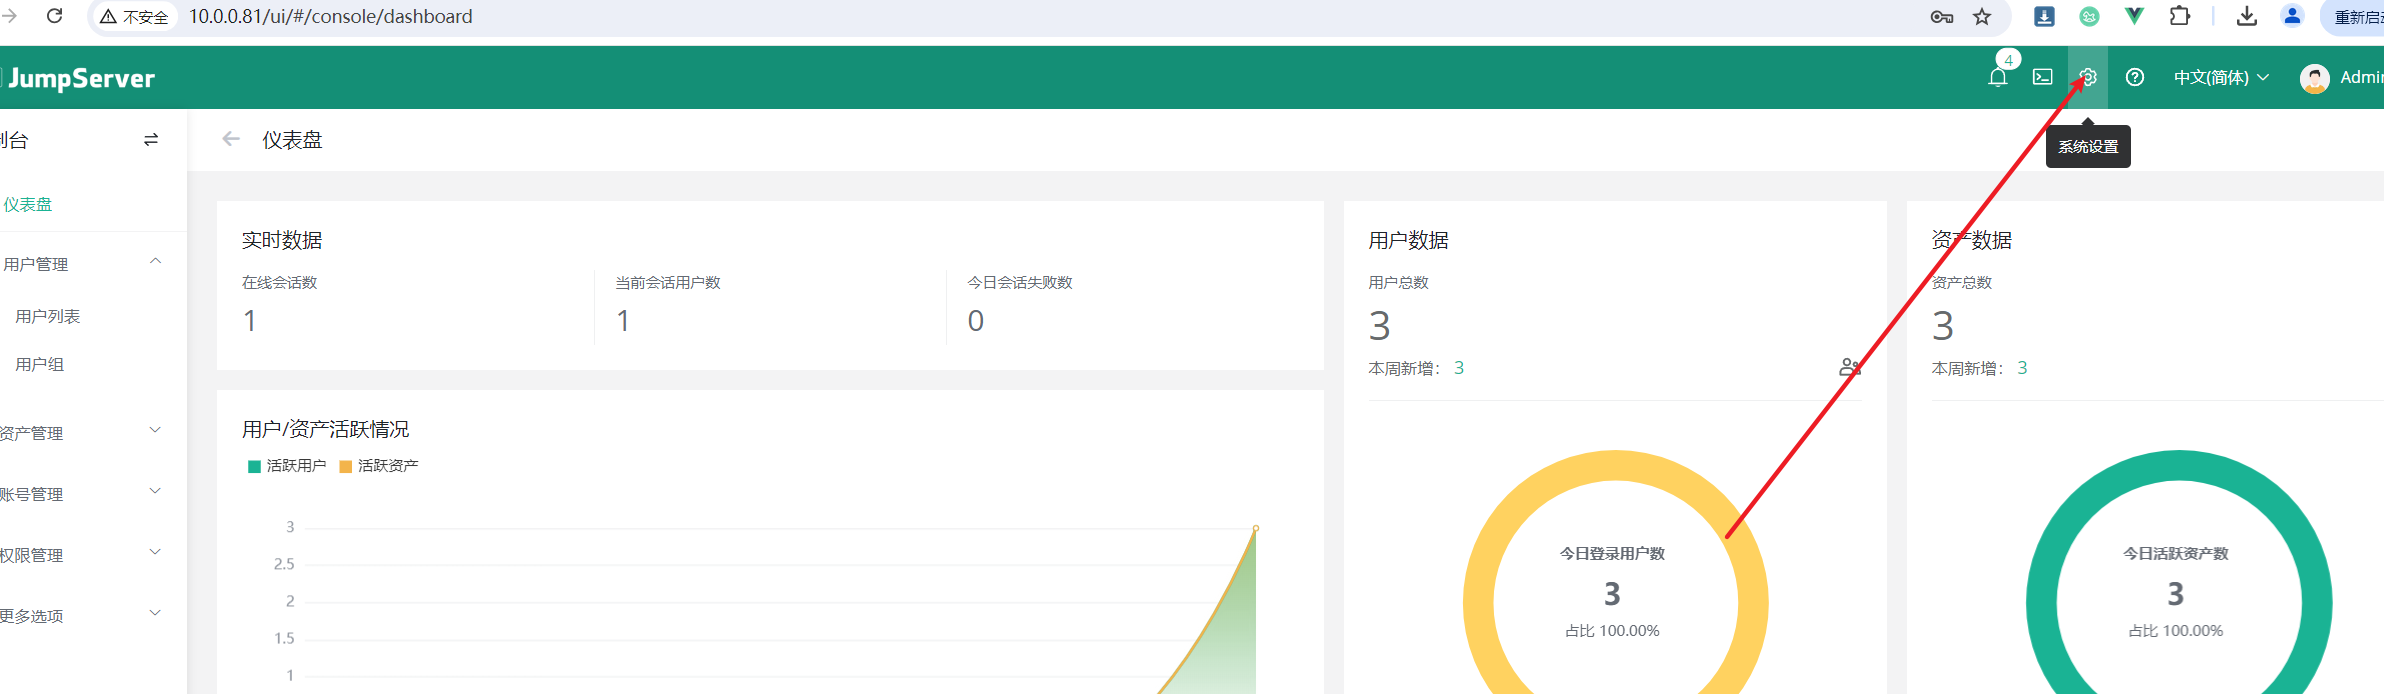 不安全 10.0.0.81/ui/#/console/dashboard
JumpServer
4
中文(简体)
系统设置
仪表盘
仪表盘
用户管理
用户列表
用户组
资产管理
账号管理
权限管理
更多选项
实时数据
在线会话数 当前会话用户数 今日会话失败数
1 1 0
用户/资产活跃情况
活跃用户 活跃资产
3
2.5
2
1.5
1
用户数据
用户总数
3
本周新增： 3
今日登录用户数
3
占比 100.00%
资产数据
资产总数
3
本周新增： 3
今日活跃资产数
3
占比 100.00%